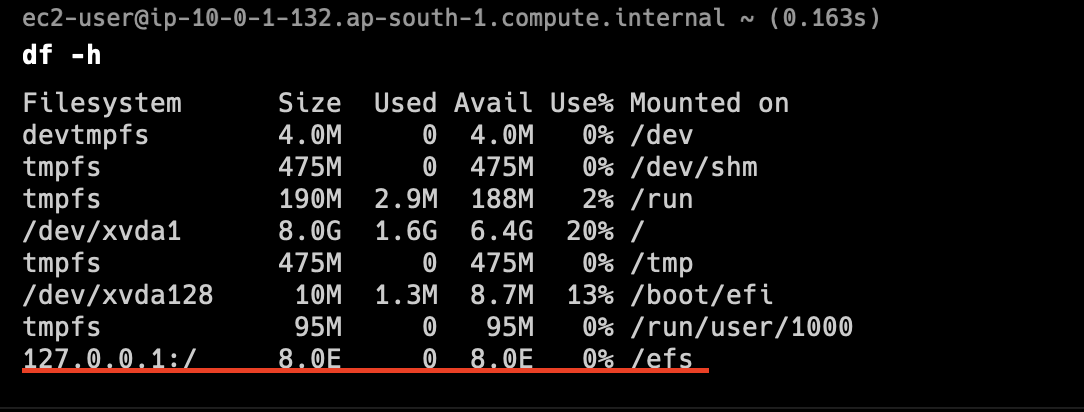 ec2-user@ip-10-0-1-132.ap-south-1.compute.internal ~ (0.163s)
df -h
Filesystem      Size  Used Avail Use% Mounted on
devtmpfs        4.0M     0  4.0M   0% /dev
tmpfs           475M     0  475M   0% /dev/shm
tmpfs           190M  2.9M  188M   2% /run
/dev/xvda1      8.0G  1.6G  6.4G  20% /
tmpfs           475M     0  475M   0% /tmp
/dev/xvda128     10M  1.3M  8.7M  13% /boot/efi
tmpfs            95M     0   95M   0% /run/user/1000
127.0.0.1:/     8.0E     0  8.0E   0% /efs